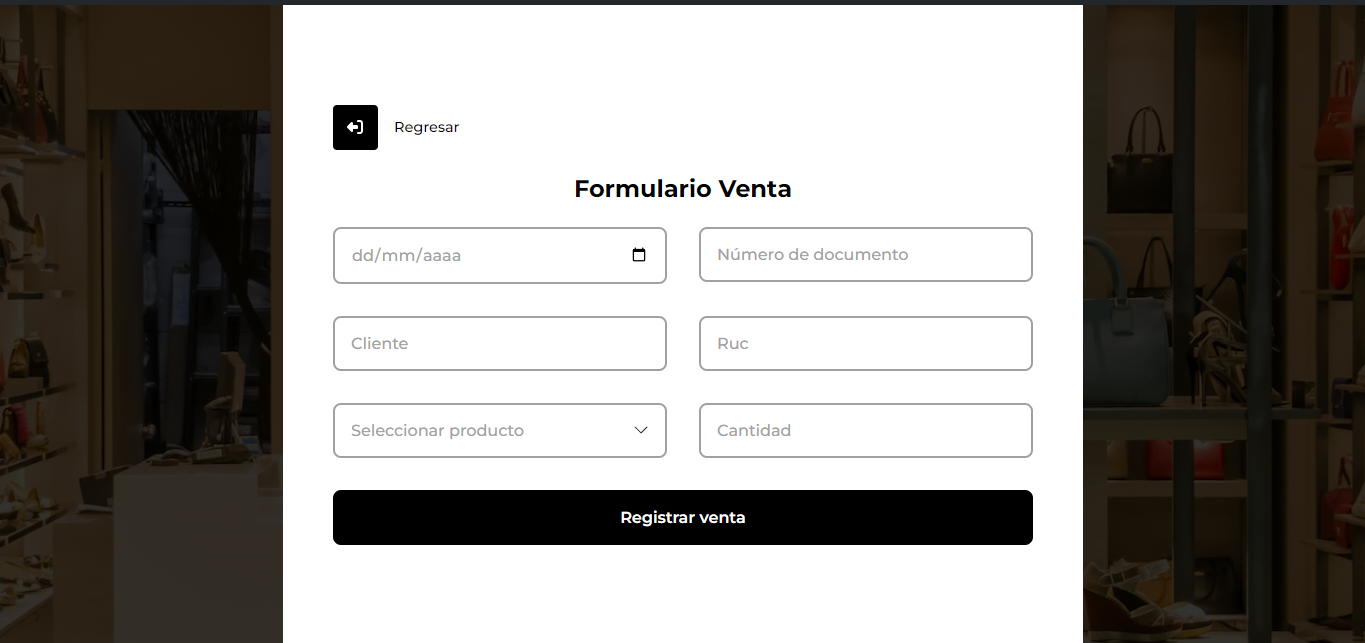 Regresar
Formulario Venta
dd/mm/aaaa
Número de documento
Cliente
Ruc
Seleccionar producto
Cantidad
Registrar venta